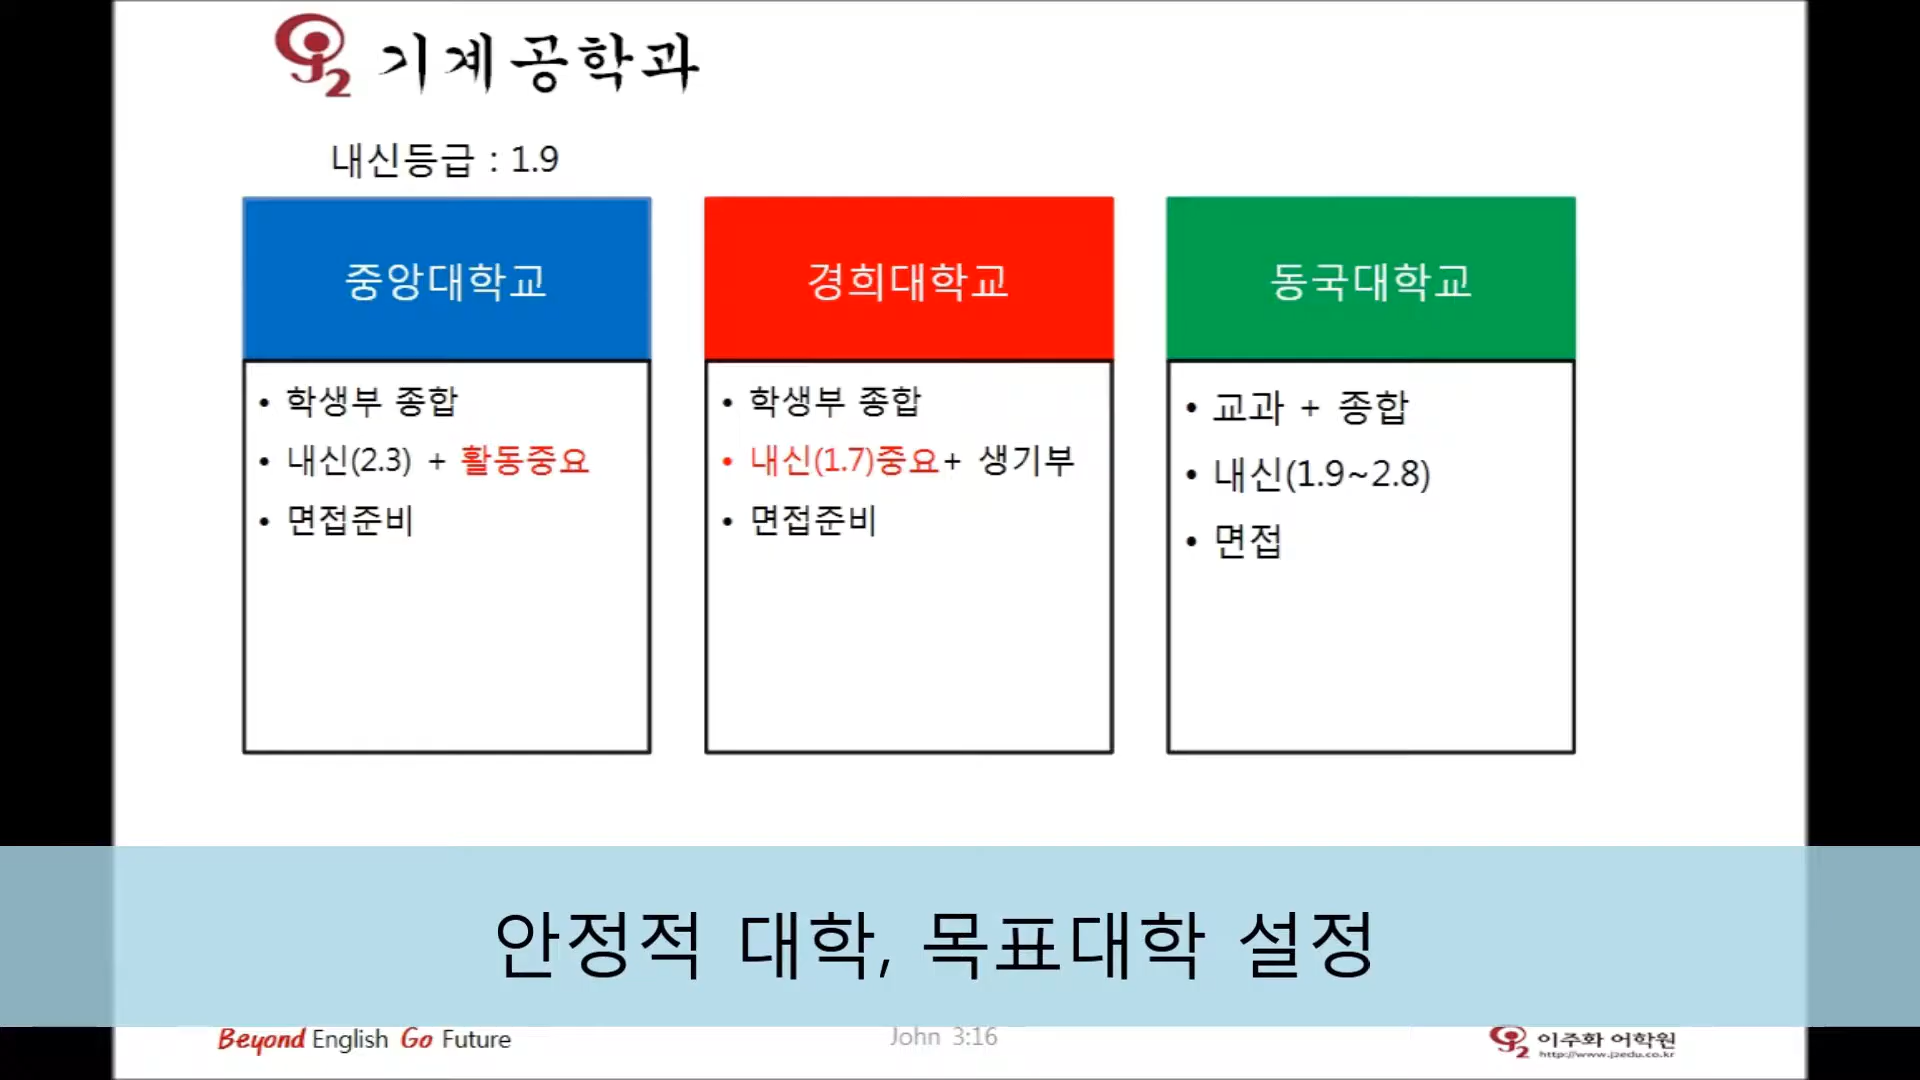 기계공학과
내신등급 : 1.9
중앙대학교
• 학생부 종합
• 내신(2.3) + 활동중요
• 면접준비
경희대학교
• 학생부 종합
• 내신(1.7)중요+ 생기부
• 면접준비
동국대학교
• 교과 + 종합
• 내신(1.9~2.8)
• 면접
안정적 대학, 목표대학 설정
Beyond English Go Future
John 3:16
이주화 어학원
http://www.j2edu.co.kr